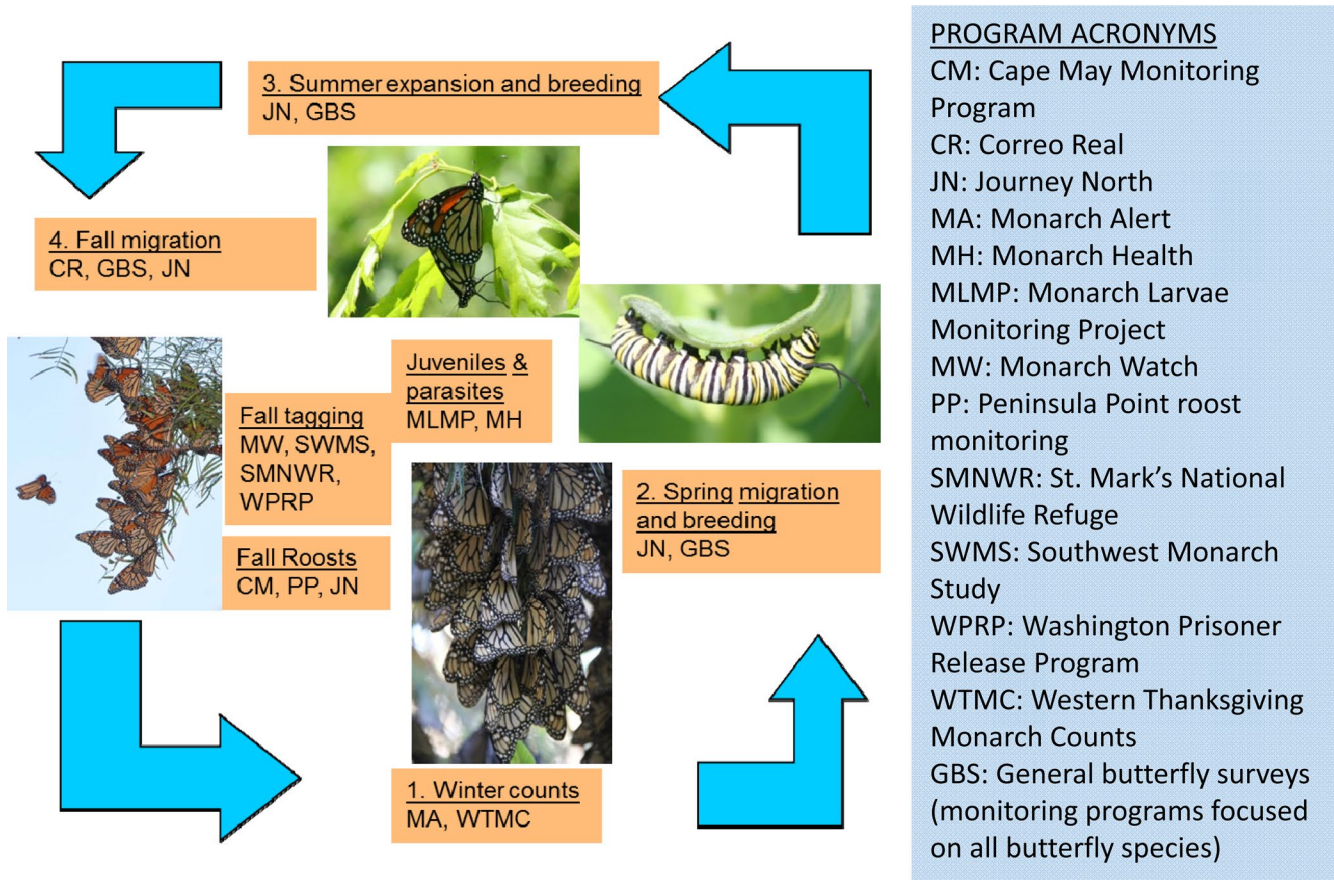 3. Summer expansion and breeding
JN, GBS
4. Fall migration
CR, GBS, JN
Juveniles &
parasites
MLMP, MH
Fall tagging
MW, SWMS,
SMNWR,
WPRP
Fall Roosts
CM, PP, JN
2. Spring migration
and breeding
JN, GBS
1. Winter counts
MA, WTMC
PROGRAM ACRONYMS
CM: Cape May Monitoring
Program
CR: Correo Real
JN: Journey North
MA: Monarch Alert
MH: Monarch Health
MLMP: Monarch Larvae
Monitoring Project
MW: Monarch Watch
PP: Peninsula Point roost
monitoring
SMNWR: St. Mark’s National
Wildlife Refuge
SWMS: Southwest Monarch
Study
WPRP: Washington Prisoner
Release Program
WTMC: Western Thanksgiving
Monarch Counts
GBS: General butterfly surveys
(monitoring programs focused
on all butterfly species)